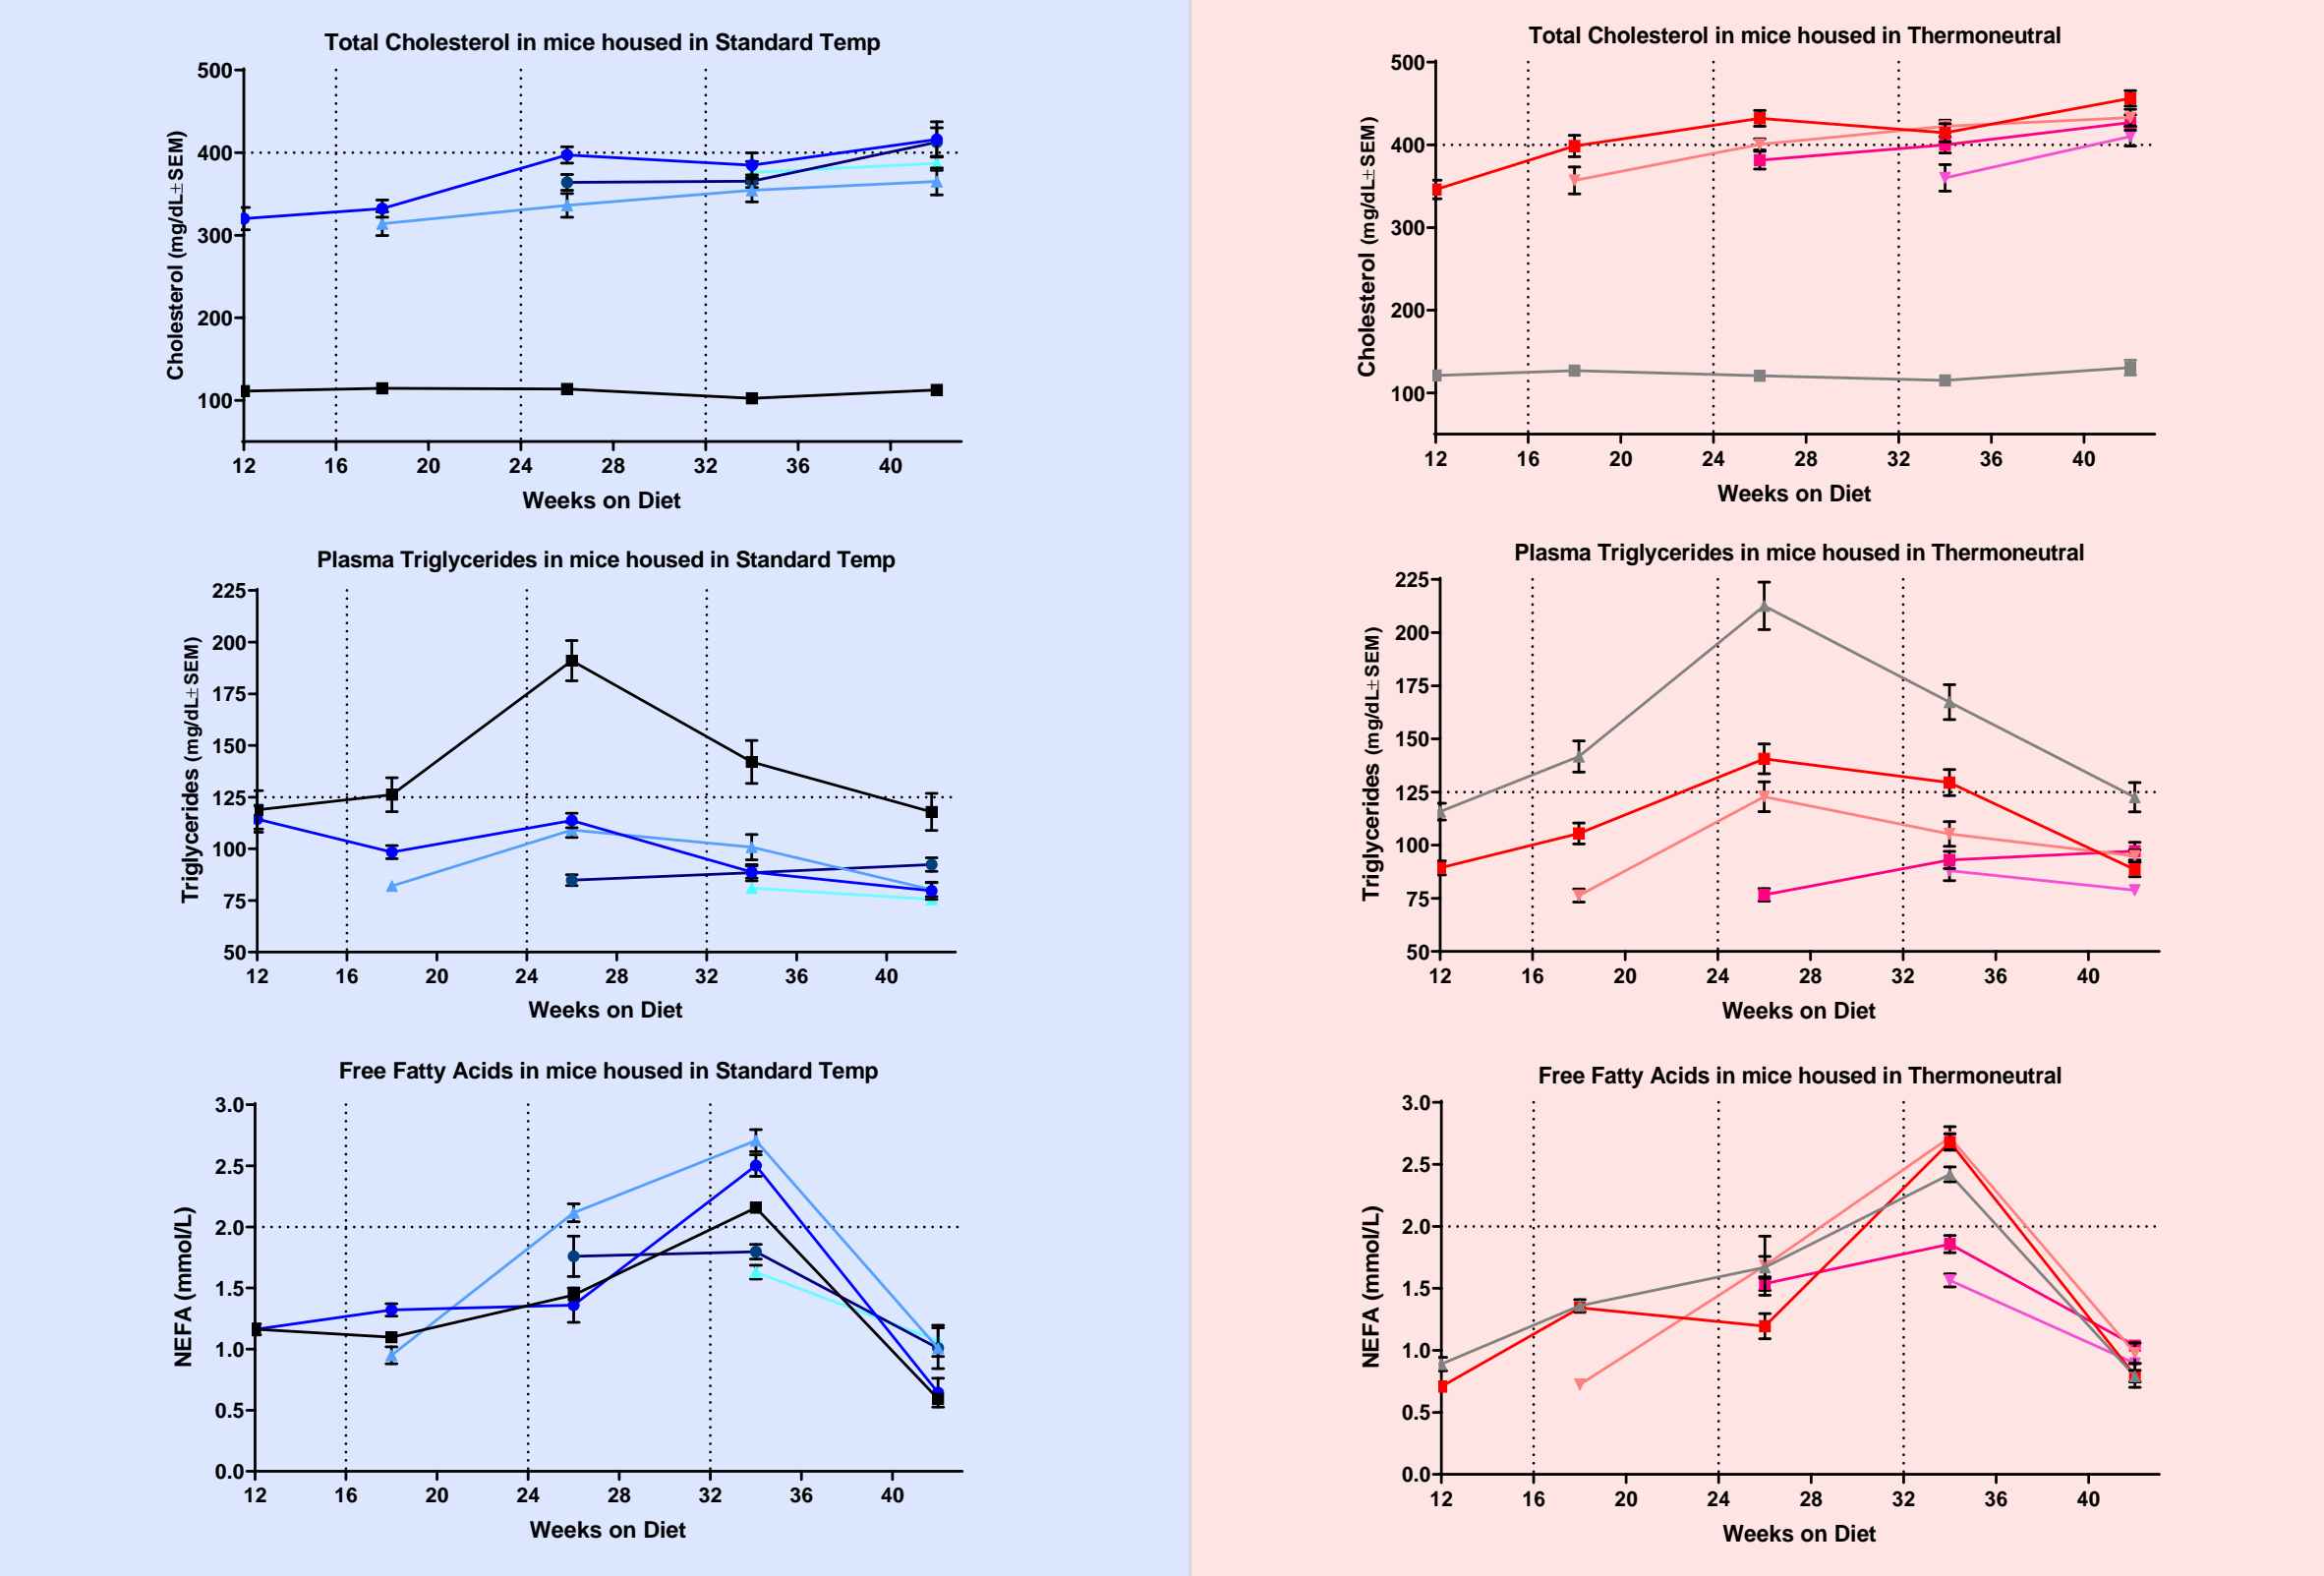 Total Cholesterol in mice housed in Standard Temp
Cholesterol (mg/dL±SEM)
500
400
300
200
100
12 16 20 24 28 32 36 40
Weeks on Diet
Plasma Triglycerides in mice housed in Standard Temp
Triglycerides (mg/dL±SEM)
225
200
175
150
125
100
75
50
12 16 20 24 28 32 36 40
Weeks on Diet
Free Fatty Acids in mice housed in Standard Temp
NEFA (mmol/L)
3.0
2.5
2.0
1.5
1.0
0.5
0.0
12 16 20 24 28 32 36 40
Weeks on Diet
Total Cholesterol in mice housed in Thermoneutral
Cholesterol (mg/dL±SEM)
500
400
300
200
100
12 16 20 24 28 32 36 40
Weeks on Diet
Plasma Triglycerides in mice housed in Thermoneutral
Triglycerides (mg/dL±SEM)
225
200
175
150
125
100
75
50
12 16 20 24 28 32 36 40
Weeks on Diet
Free Fatty Acids in mice housed in Thermoneutral
NEFA (mmol/L)
3.0
2.5
2.0
1.5
1.0
0.5
0.0
12 16 20 24 28 32 36 40
Weeks on Diet